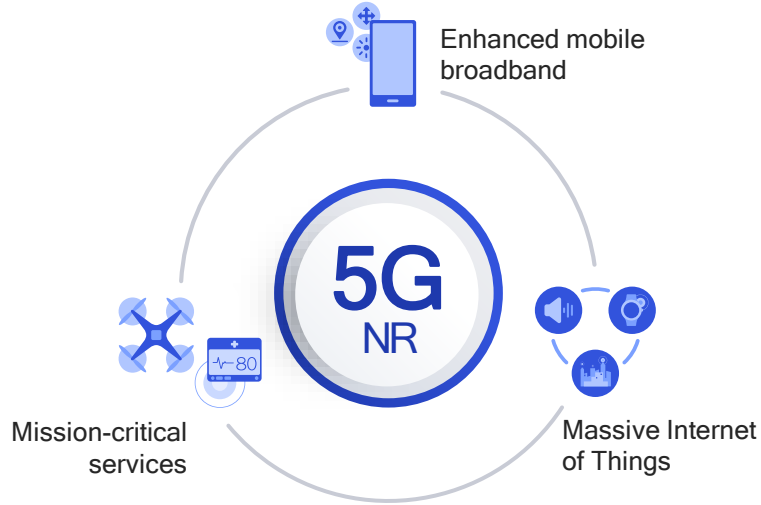 Enhanced mobile
broadband
5G
NR
80
Mission-critical
services
Massive Internet
of Things